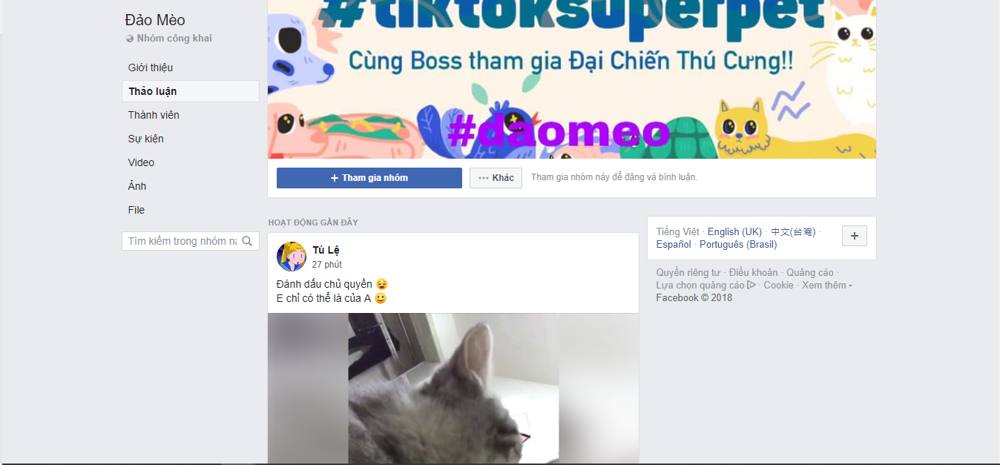 Đảo Mèo
Nhóm công khai
Giới thiệu
Thảo luận
Thành viên
Sự kiện
Video
Ảnh
File
Tìm kiếm trong nhóm
#tiktoksuperpet
Cùng Boss tham gia Đại Chiến Thú Cưng!!
#daomeo
+ Tham gia nhóm
··· Khác
Tham gia nhóm này để đăng và bình luận.
HOẠT ĐỘNG GẦN ĐÂY
Tú Lệ
27 phút
Đánh dấu chủ quyền 😌
E chỉ có thể là của A 🙂
Tiếng Việt · English (UK) · 中文(台灣) ·
Español · Português (Brasil)
+
Quyền riêng tư · Điều khoản · Quảng cáo ·
Lựa chọn quảng cáo · Cookie · Xem thêm
Facebook © 2018